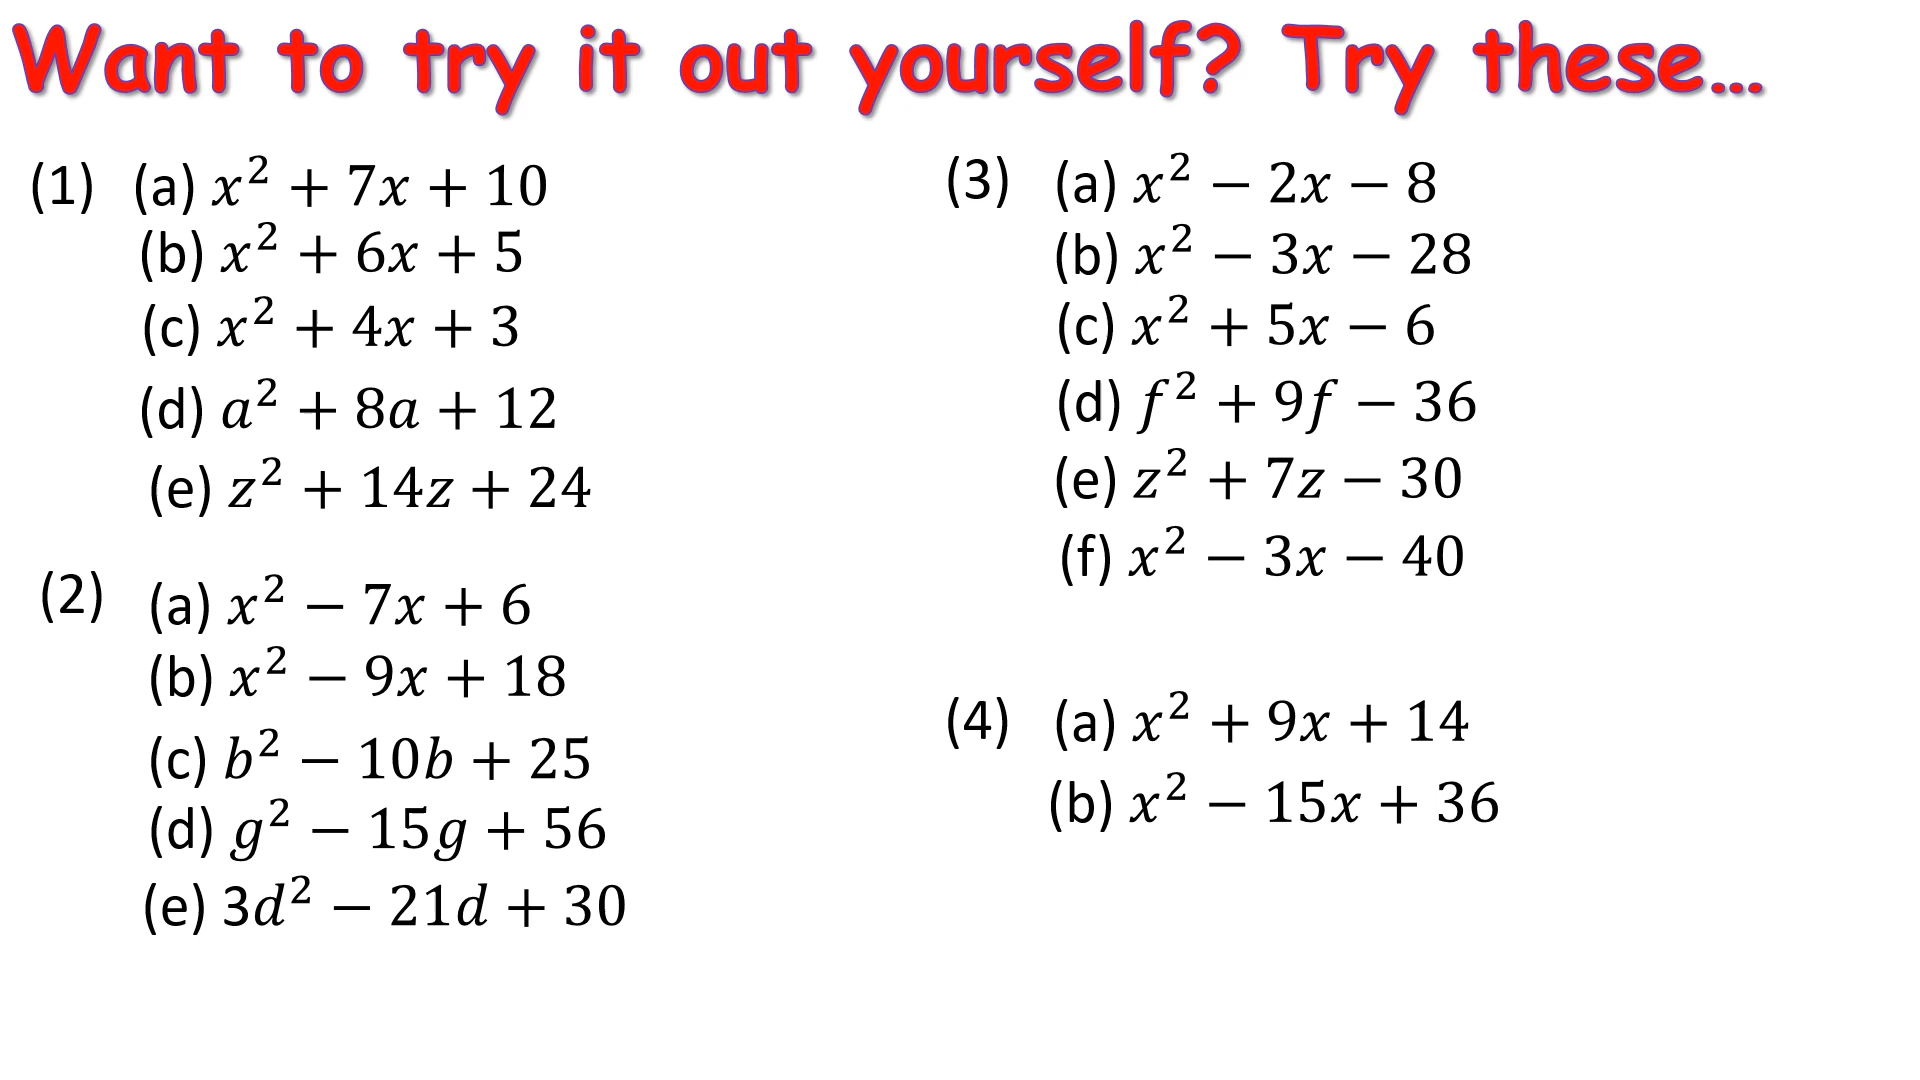 Want to try it out yourself? Try these...
(1) (a) x² + 7x + 10
(b) x² + 6x + 5
(c) x² + 4x + 3
(d) a² + 8a + 12
(e) z² + 14z + 24
(2) (a) x² − 7x + 6
(b) x² − 9x + 18
(c) b² − 10b + 25
(d) g² − 15g + 56
(e) 3d² − 21d + 30
(3) (a) x² − 2x − 8
(b) x² − 3x − 28
(c) x² + 5x − 6
(d) f² + 9f − 36
(e) z² + 7z − 30
(f) x² − 3x − 40
(4) (a) x² + 9x + 14
(b) x² − 15x + 36